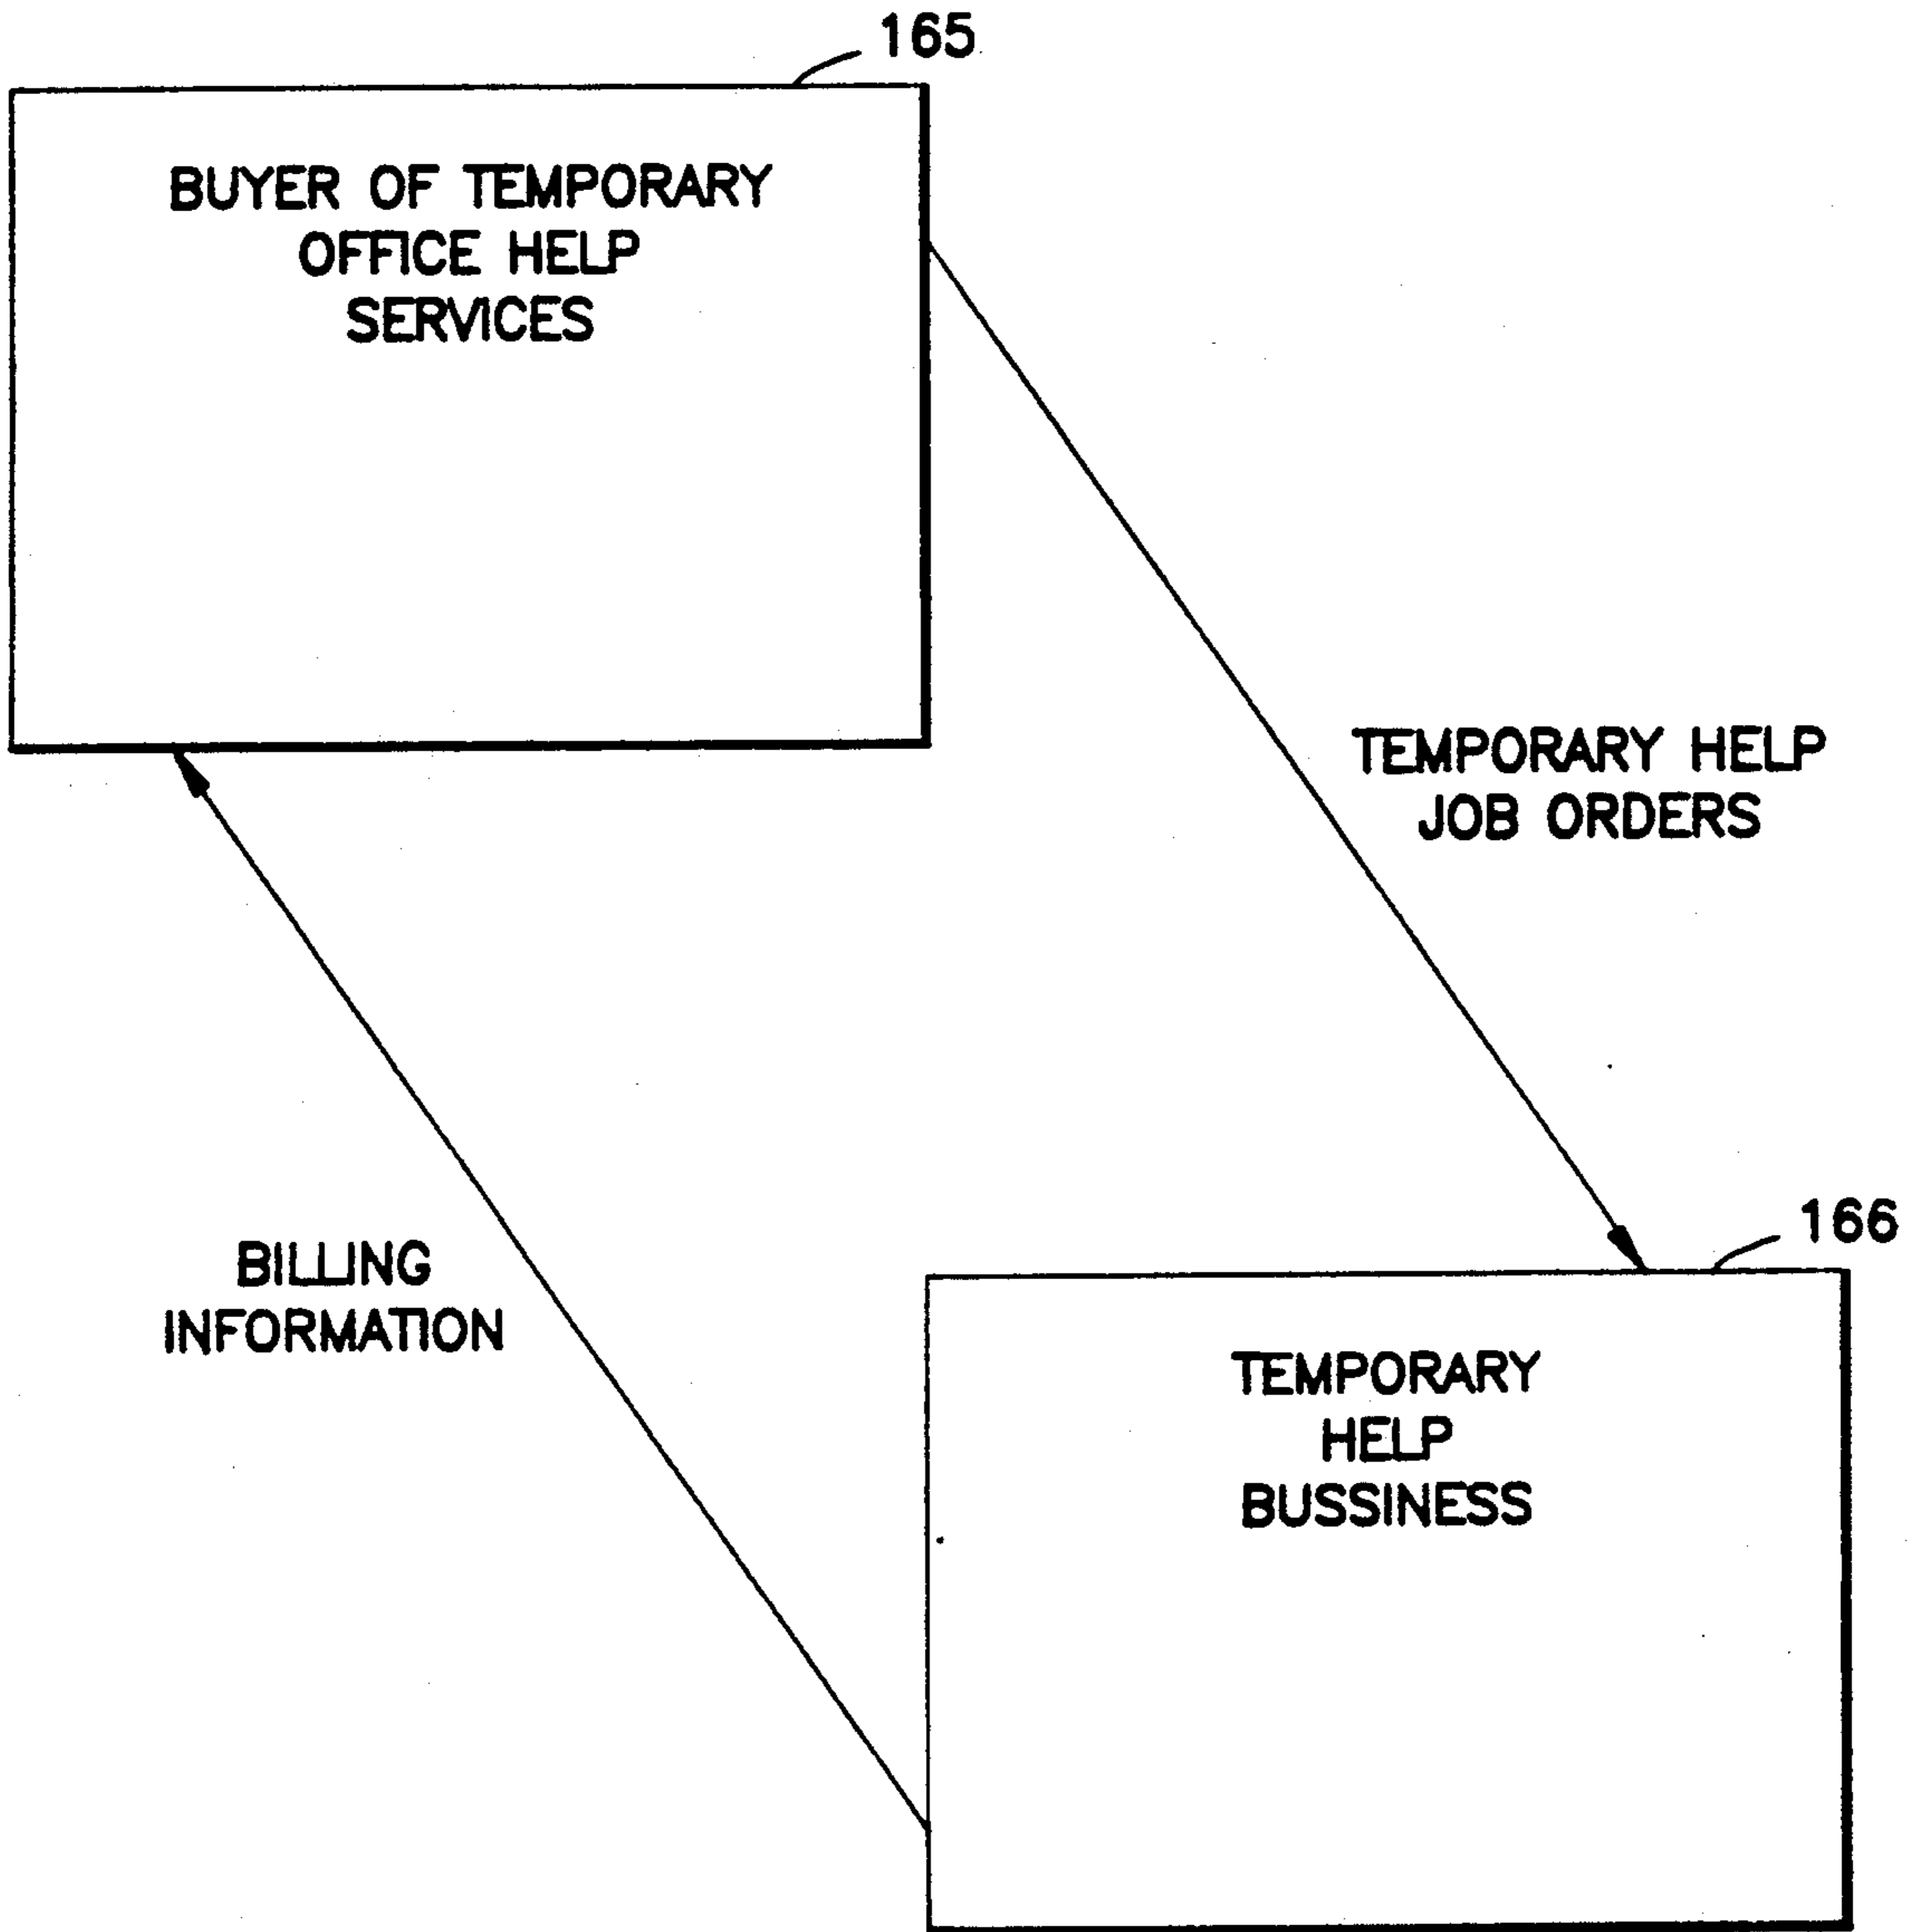 165
BUYER OF TEMPORARY
OFFICE HELP
SERVICES
TEMPORARY HELP
JOB ORDERS
166
BILLING
INFORMATION
TEMPORARY
HELP
BUSSINESS